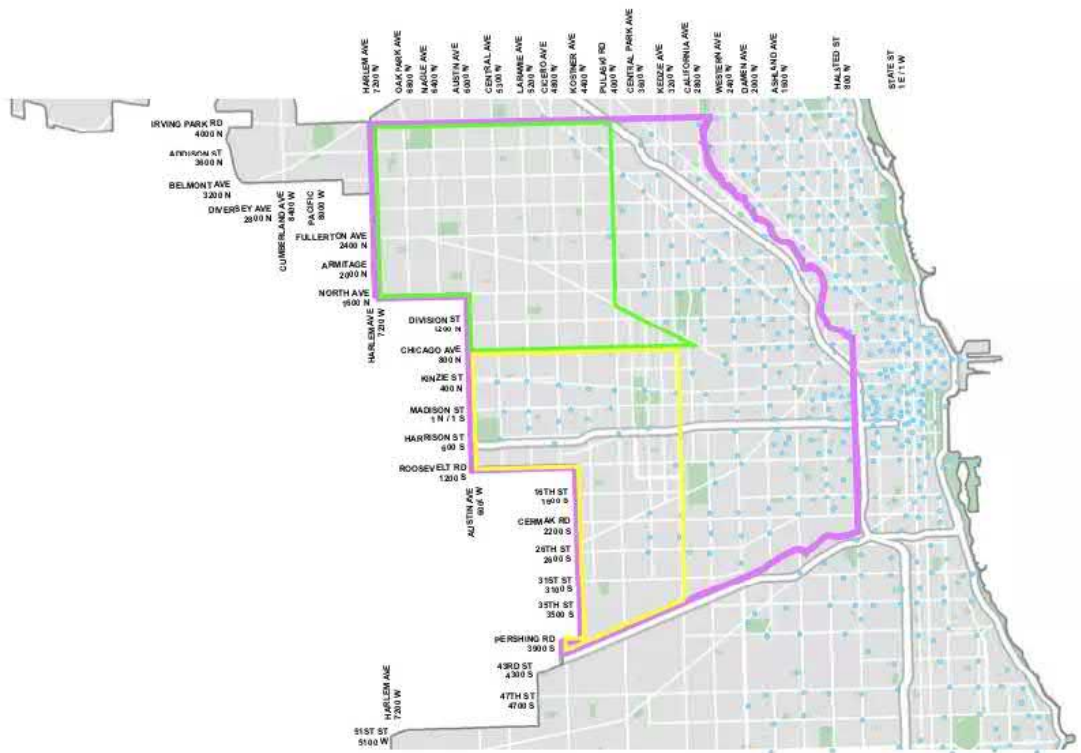 HARLEM AVE
7200 W
OAK PARK AVE
6800 W
NAGLE AVE
6400 W
AUSTIN AVE
6000 W
CENTRAL AVE
5300 W
LARAMIE AVE
5200 W
CICERO AVE
4800 W
KOSTNER AVE
4400 W
PULASKI RD
4000 W
CENTRAL PARK AVE
3600 W
KEDZIE AVE
3200 W
CALIFORNIA AVE
2800 W
WESTERN AVE
2400 W
DAMEN AVE
2000 W
ASHLAND AVE
1600 W
HALSTED ST
800 W
STATE ST
1 E / 1 W
IRVING PARK RD
4000 N
ADDISON ST
3600 N
BELMONT AVE
3200 N
DIVERSEY AVE
2800 N
CUMBERLAND AVE
8400 W
PACIFIC
8000 W
FULLERTON AVE
2400 N
ARMITAGE
2000 N
NORTH AVE
1600 N
HARLEM AVE
7200 W
DIVISION ST
1200 N
CHICAGO AVE
800 N
KINZIE ST
400 N
MADISON ST
1 N / 1 S
HARRISON ST
600 S
ROOSEVELT RD
1200 S
AUSTIN AVE
600 W
16TH ST
1600 S
CERMAK RD
2200 S
26TH ST
2600 S
31ST ST
3100 S
35TH ST
3500 S
PERSHING RD
3900 S
43RD ST
4300 S
47TH ST
4700 S
HARLEM AVE
7200 W
51ST ST
5100 W